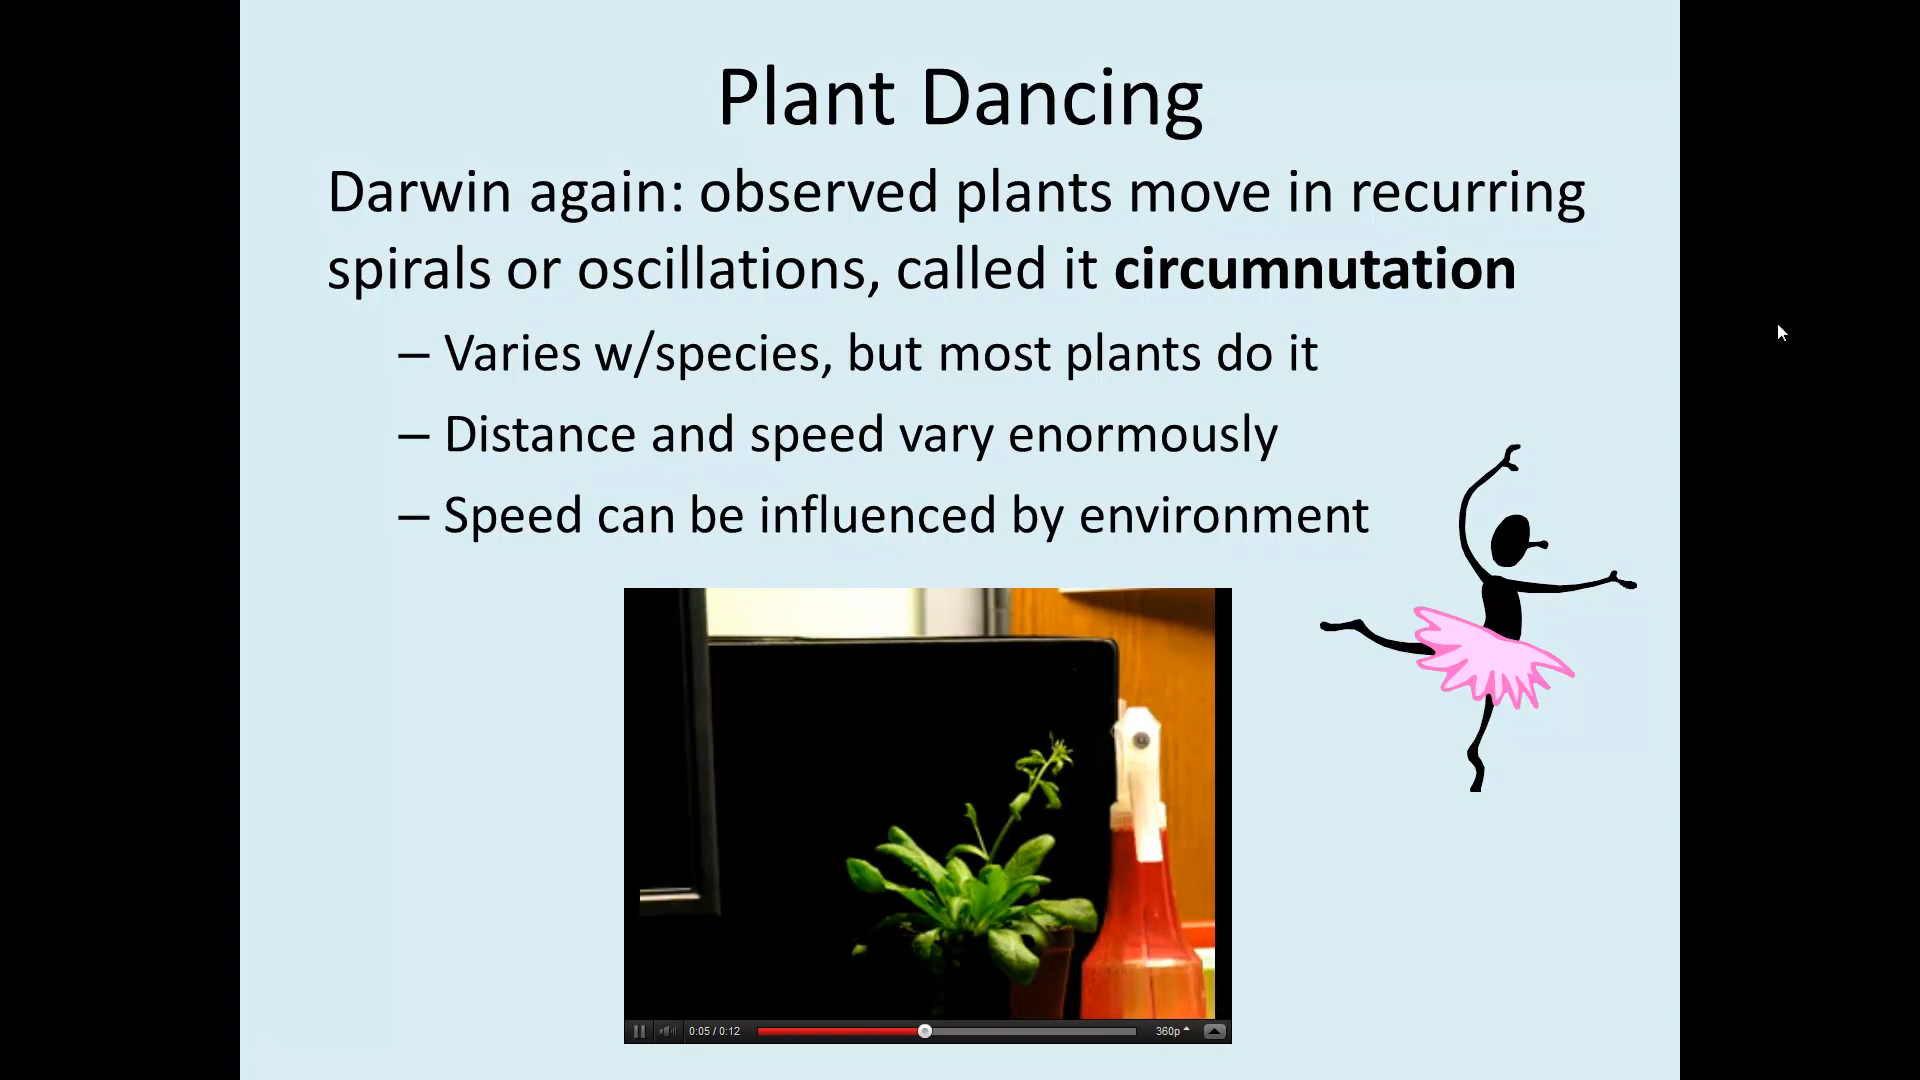 Plant Dancing
Darwin again: observed plants move in recurring
spirals or oscillations, called it circumnutation
– Varies w/species, but most plants do it
– Distance and speed vary enormously
– Speed can be influenced by environment
0:05 / 0:12 360p